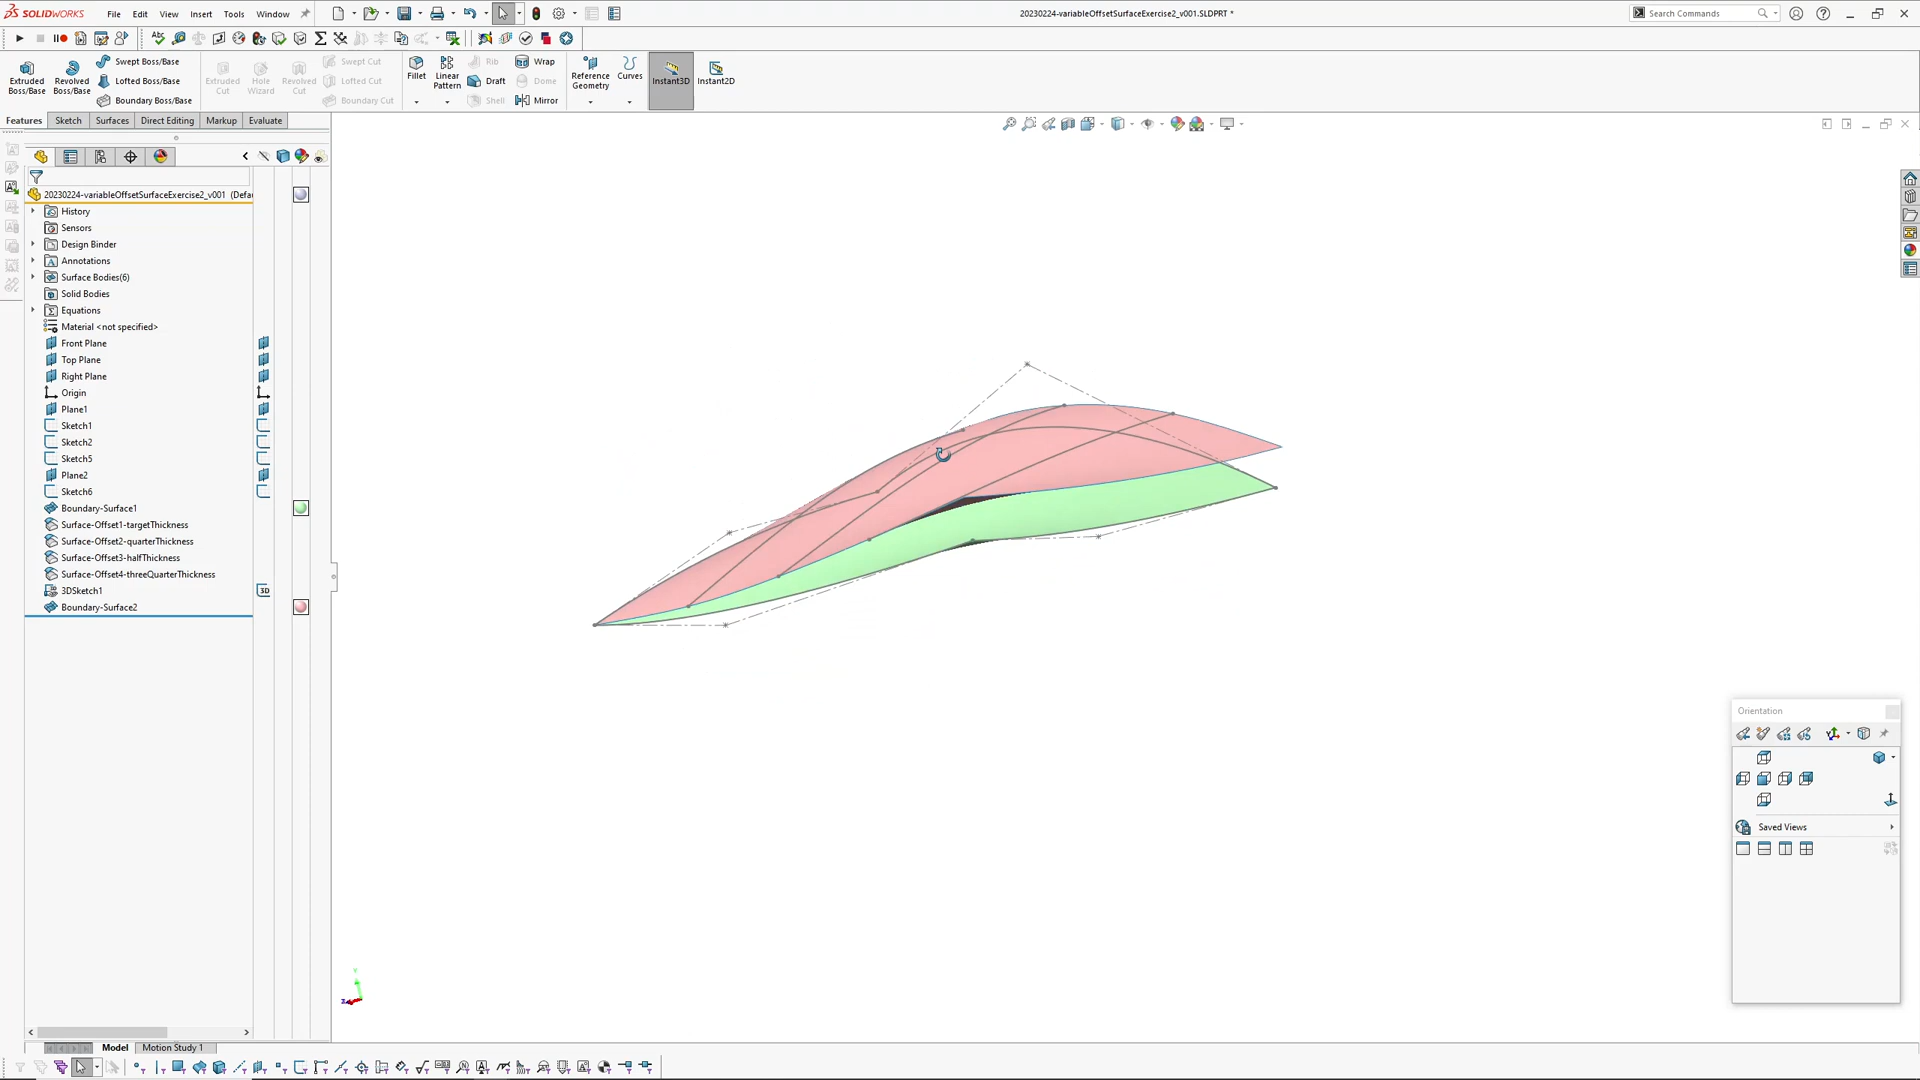 SOLIDWORKS File Edit View Insert Tools Window 20230224-variableOffsetSurfaceExercise2_v001.SLDPRT * Search Commands
Extruded Boss/Base
Revolved Boss/Base
Swept Boss/Base
Lofted Boss/Base
Boundary Boss/Base
Extruded Cut
Hole Wizard
Revolved Cut
Swept Cut
Lofted Cut
Boundary Cut
Fillet
Linear Pattern
Rib
Draft
Shell
Wrap
Dome
Mirror
Reference Geometry
Curves
Instant3D
Instant2D
Features Sketch Surfaces Direct Editing Markup Evaluate
20230224-variableOffsetSurfaceExercise2_v001 (Defa
History
Sensors
Design Binder
Annotations
Surface Bodies(6)
Solid Bodies
Equations
Material <not specified>
Front Plane
Top Plane
Right Plane
Origin
Plane1
Sketch1
Sketch2
Sketch5
Plane2
Sketch6
Boundary-Surface1
Surface-Offset1-targetThickness
Surface-Offset2-quarterThickness
Surface-Offset3-halfThickness
Surface-Offset4-threeQuarterThickness
3DSketch1
3D
Boundary-Surface2
Orientation
Saved Views
Model Motion Study 1